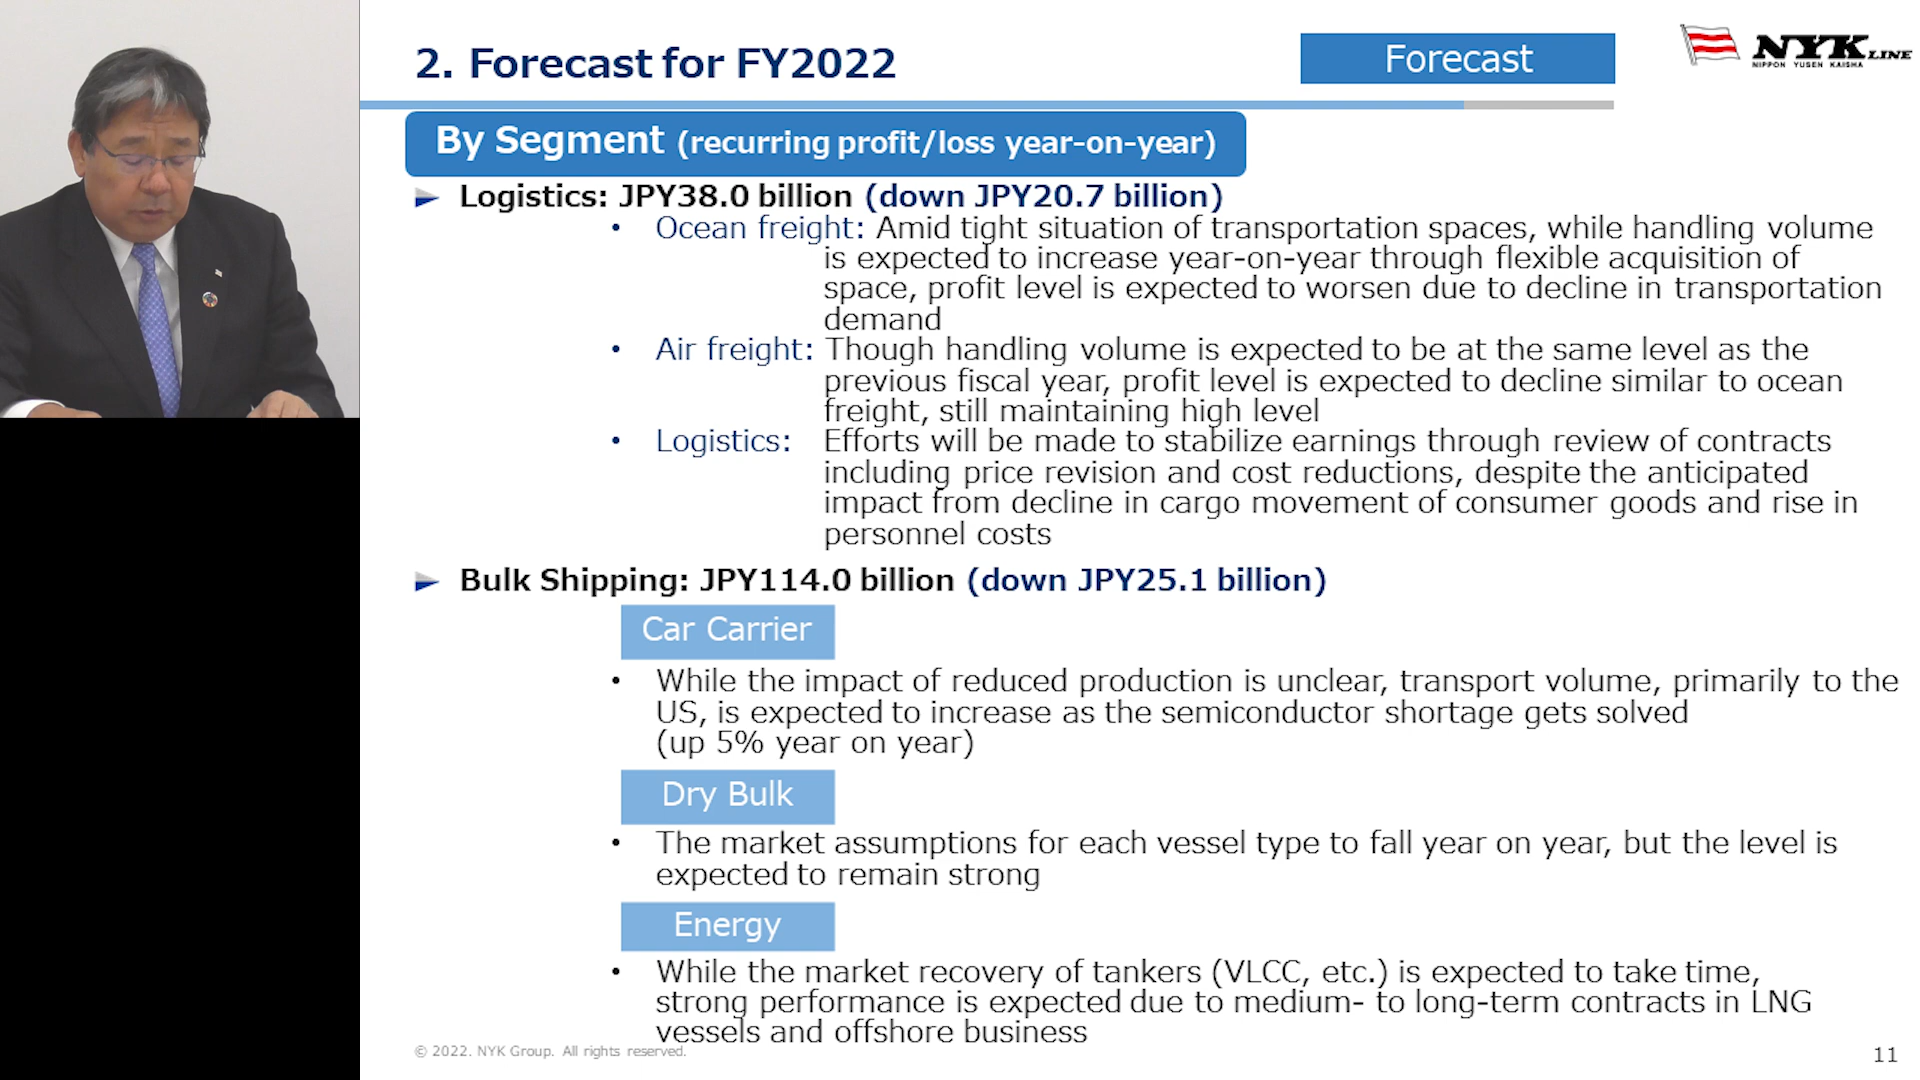 2. Forecast for FY2022
Forecast
NYK LINE
NIPPON YUSEN KAISHA
By Segment (recurring profit/loss year-on-year)
Logistics: JPY38.0 billion (down JPY20.7 billion)
• Ocean freight: Amid tight situation of transportation spaces, while handling volume
is expected to increase year-on-year through flexible acquisition of
space, profit level is expected to worsen due to decline in transportation
demand
• Air freight: Though handling volume is expected to be at the same level as the
previous fiscal year, profit level is expected to decline similar to ocean
freight, still maintaining high level
• Logistics: Efforts will be made to stabilize earnings through review of contracts
including price revision and cost reductions, despite the anticipated
impact from decline in cargo movement of consumer goods and rise in
personnel costs
Bulk Shipping: JPY114.0 billion (down JPY25.1 billion)
Car Carrier
• While the impact of reduced production is unclear, transport volume, primarily to the
US, is expected to increase as the semiconductor shortage gets solved
(up 5% year on year)
Dry Bulk
• The market assumptions for each vessel type to fall year on year, but the level is
expected to remain strong
Energy
• While the market recovery of tankers (VLCC, etc.) is expected to take time,
strong performance is expected due to medium- to long-term contracts in LNG
vessels and offshore business
© 2022. NYK Group. All rights reserved.
11